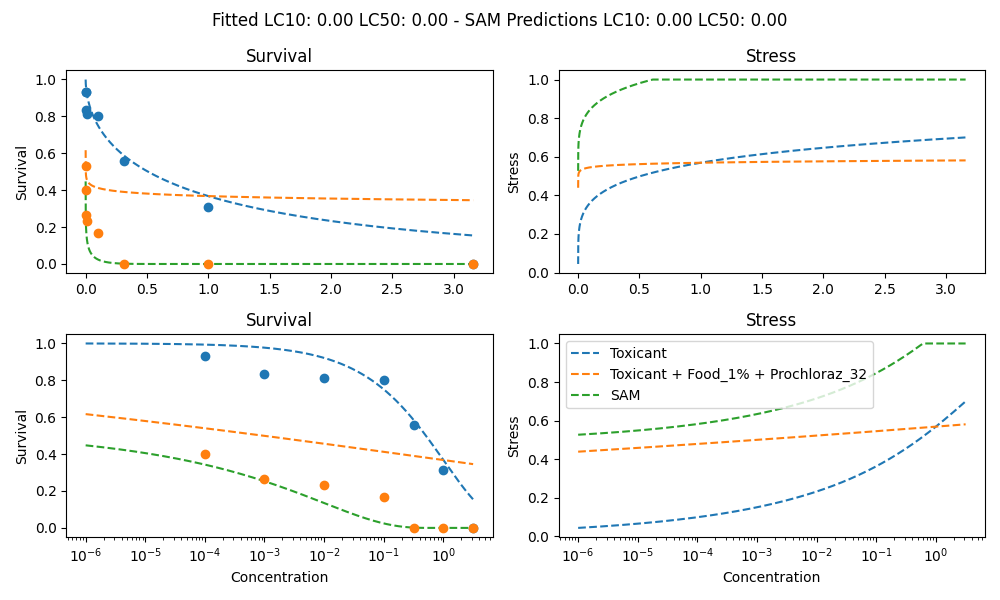 Fitted LC10: 0.00 LC50: 0.00 - SAM Predictions LC10: 0.00 LC50: 0.00
Survival
Survival
0.0
0.2
0.4
0.6
0.8
1.0
0.0 0.5 1.0 1.5 2.0 2.5 3.0
Stress
Stress
0.0
0.2
0.4
0.6
0.8
1.0
0.0 0.5 1.0 1.5 2.0 2.5 3.0
Survival
Survival
0.0
0.2
0.4
0.6
0.8
1.0
10⁻⁶ 10⁻⁵ 10⁻⁴ 10⁻³ 10⁻² 10⁻¹ 10⁰
Concentration
Stress
Stress
0.0
0.2
0.4
0.6
0.8
1.0
Toxicant
Toxicant + Food_1% + Prochloraz_32
SAM
10⁻⁶ 10⁻⁵ 10⁻⁴ 10⁻³ 10⁻² 10⁻¹ 10⁰
Concentration